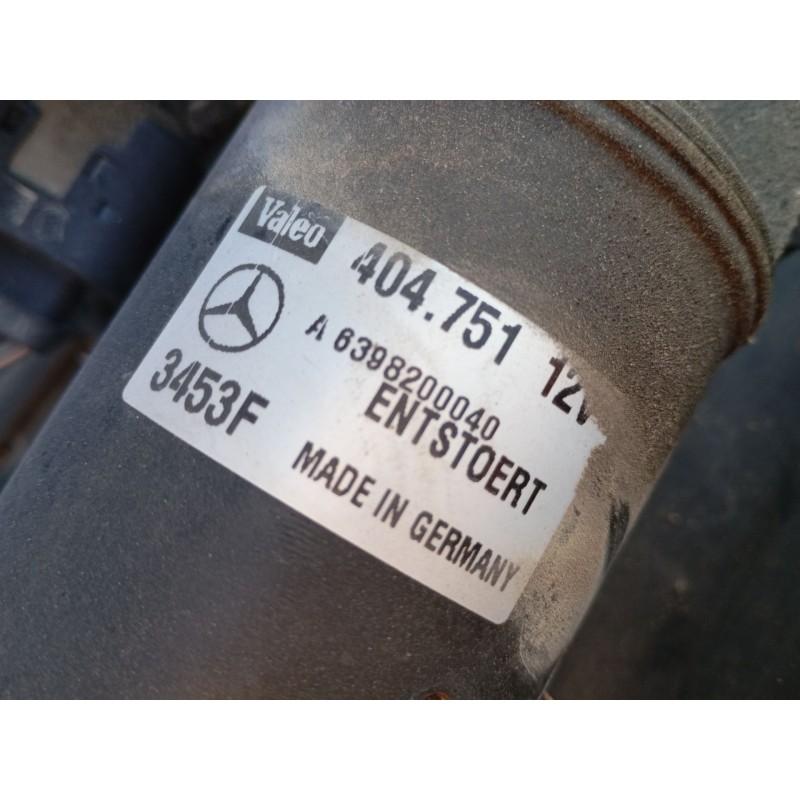 Valeo
404.751 12V
A 6398200040
3453F ENTSTOERT
MADE IN GERMANY